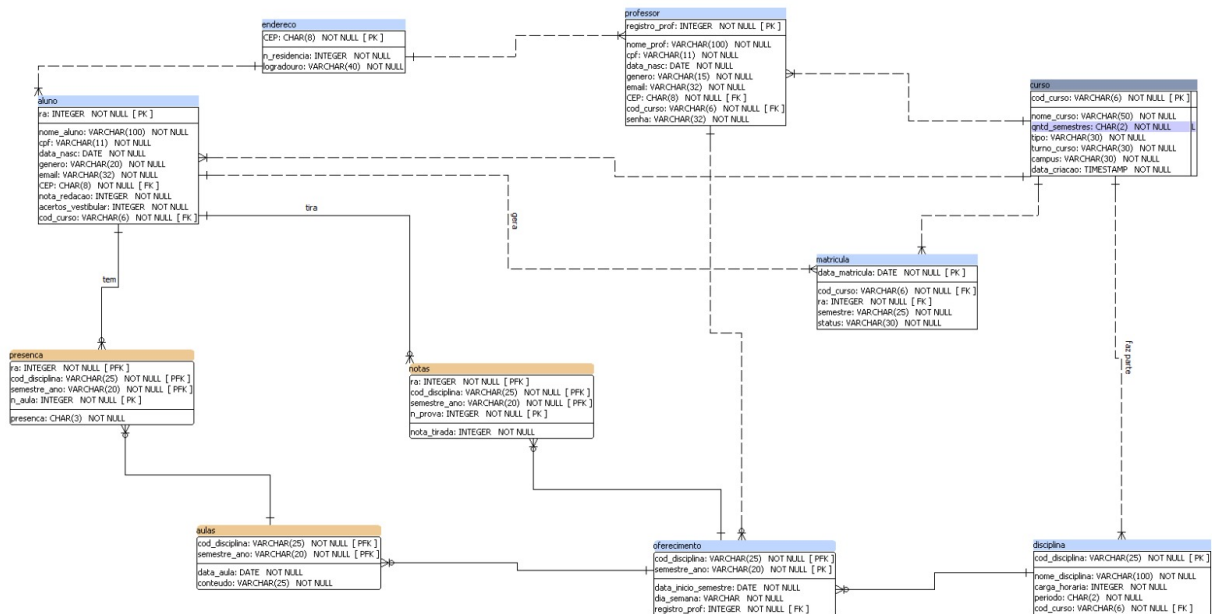 endereco
CEP: CHAR(8) NOT NULL [ PK ]
n_residencia: INTEGER NOT NULL
logradouro: VARCHAR(40) NOT NULL
professor
registro_prof: INTEGER NOT NULL [ PK ]
nome_prof: VARCHAR(100) NOT NULL
cpf: VARCHAR(11) NOT NULL
data_nasc: DATE NOT NULL
genero: VARCHAR(15) NOT NULL
email: VARCHAR(32) NOT NULL
CEP: CHAR(8) NOT NULL [ FK ]
cod_curso: VARCHAR(6) NOT NULL [ FK ]
senha: VARCHAR(32) NOT NULL
curso
cod_curso: VARCHAR(6) NOT NULL [ PK ]
nome_curso: VARCHAR(50) NOT NULL
qntd_semestres: CHAR(2) NOT NULL
tipo: VARCHAR(30) NOT NULL
turno_curso: VARCHAR(30) NOT NULL
campus: VARCHAR(30) NOT NULL
data_criacao: TIMESTAMP NOT NULL
aluno
ra: INTEGER NOT NULL [ PK ]
nome_aluno: VARCHAR(100) NOT NULL
cpf: VARCHAR(11) NOT NULL
data_nasc: DATE NOT NULL
genero: VARCHAR(20) NOT NULL
email: VARCHAR(32) NOT NULL
CEP: CHAR(8) NOT NULL [ FK ]
nota_redacao: INTEGER NOT NULL
acertos_vestibular: INTEGER NOT NULL
cod_curso: VARCHAR(6) NOT NULL [ FK ]
tira
gera
tem
matricula
data_matricula: DATE NOT NULL [ PK ]
cod_curso: VARCHAR(6) NOT NULL [ FK ]
ra: INTEGER NOT NULL [ FK ]
semestre: VARCHAR(25) NOT NULL
status: VARCHAR(30) NOT NULL
faz parte
presenca
ra: INTEGER NOT NULL [ PFK ]
cod_disciplina: VARCHAR(25) NOT NULL [ PFK ]
semestre_ano: VARCHAR(20) NOT NULL [ PFK ]
n_aula: INTEGER NOT NULL [ PK ]
presenca: CHAR(3) NOT NULL
notas
ra: INTEGER NOT NULL [ PFK ]
cod_disciplina: VARCHAR(25) NOT NULL [ PFK ]
semestre_ano: VARCHAR(20) NOT NULL [ PFK ]
n_prova: INTEGER NOT NULL [ PK ]
nota_tirada: INTEGER NOT NULL
aulas
cod_disciplina: VARCHAR(25) NOT NULL [ PFK ]
semestre_ano: VARCHAR(20) NOT NULL [ PFK ]
data_aula: DATE NOT NULL
conteudo: VARCHAR(25) NOT NULL
oferecimento
cod_disciplina: VARCHAR(25) NOT NULL [ PFK ]
semestre_ano: VARCHAR(20) NOT NULL [ PK ]
data_inicio_semestre: DATE NOT NULL
dia_semana: VARCHAR NOT NULL
registro_prof: INTEGER NOT NULL [ FK ]
disciplina
cod_disciplina: VARCHAR(25) NOT NULL [ PK ]
nome_disciplina: VARCHAR(100) NOT NULL
carga_horaria: INTEGER NOT NULL
periodo: CHAR(2) NOT NULL
cod_curso: VARCHAR(6) NOT NULL [ FK ]